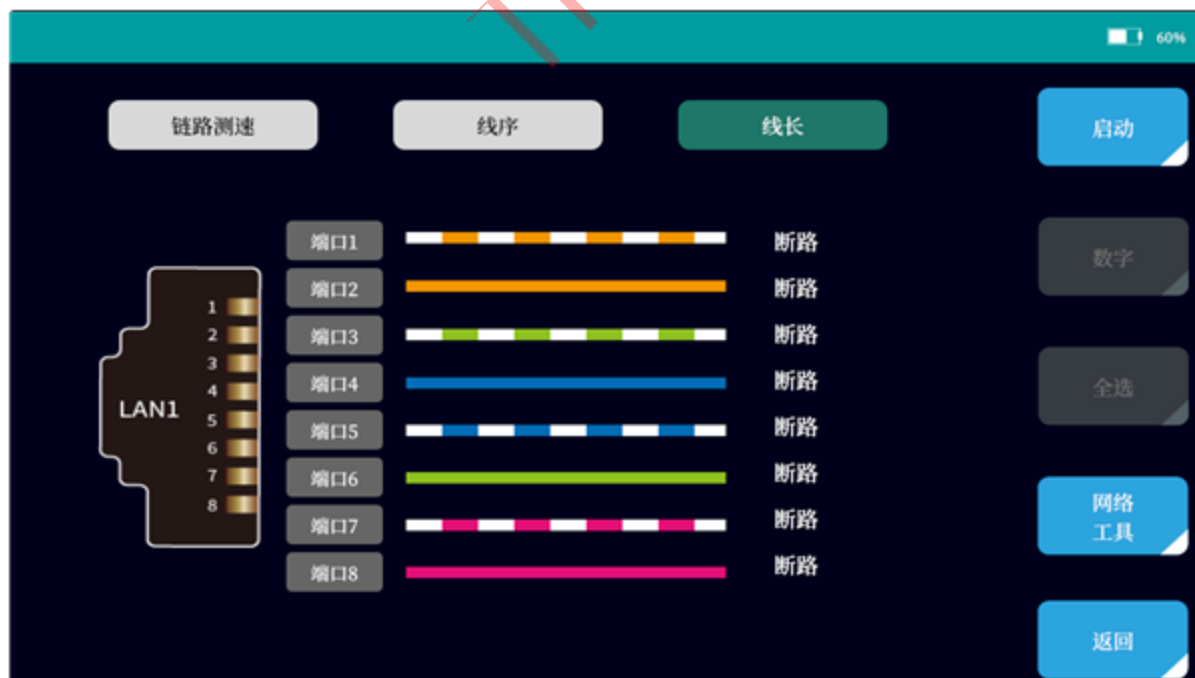 60%
链路测速
线序
线长
启动
端口1
断路
数字
端口2
断路
1
端口3
断路
2
3
端口4
断路
全选
4
LAN1
5
端口5
断路
6
端口6
断路
7
网络
工具
8
端口7
断路
端口8
断路
返回